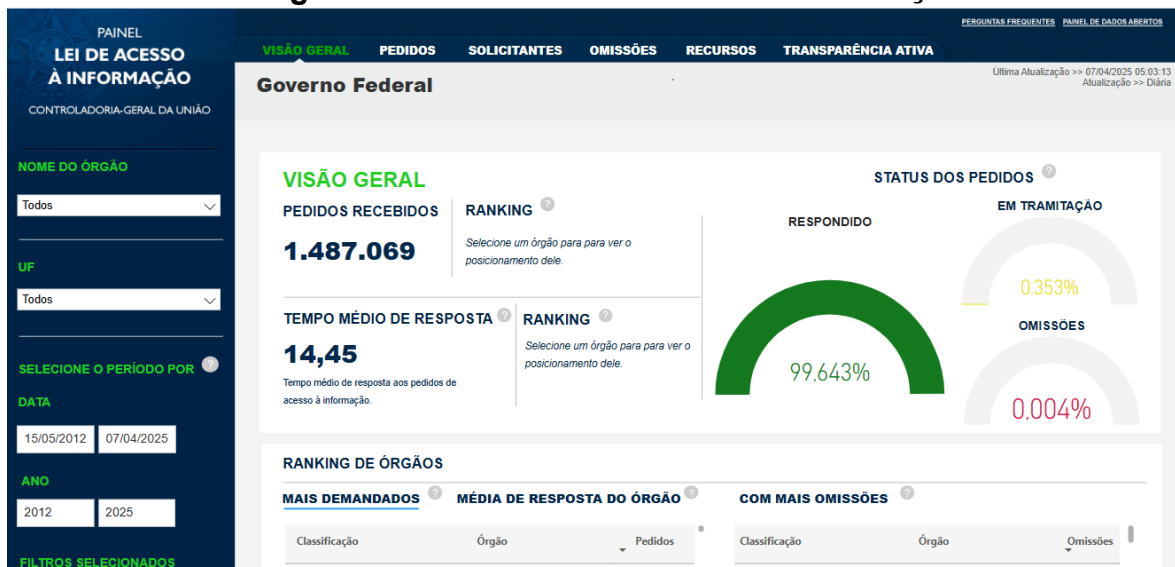 PAINEL
LEI DE ACESSO
À INFORMAÇÃO
CONTROLADORIA-GERAL DA UNIÃO
NOME DO ÓRGÃO
Todos
UF
Todos
SELECIONE O PERÍODO POR ?
DATA
15/05/2012 07/04/2025
ANO
2012 2025
FILTROS SELECIONADOS
PERGUNTAS FREQUENTES PAINEL DE DADOS ABERTOS
VISÃO GERAL PEDIDOS SOLICITANTES OMISSÕES RECURSOS TRANSPARÊNCIA ATIVA
Governo Federal
Última Atualização >> 07/04/2025 05:03:13
Atualização >> Diária
VISÃO GERAL
PEDIDOS RECEBIDOS
1.487.069
RANKING ?
Selecione um órgão para para ver o
posicionamento dele.
TEMPO MÉDIO DE RESPOSTA ?
14,45
Tempo médio de resposta aos pedidos de
acesso à informação.
RANKING ?
Selecione um órgão para para ver o
posicionamento dele.
STATUS DOS PEDIDOS ?
RESPONDIDO
99,643%
EM TRAMITAÇÃO
0,353%
OMISSÕES
0,004%
RANKING DE ÓRGÃOS
MAIS DEMANDADOS ? MÉDIA DE RESPOSTA DO ÓRGÃO ?
Classificação Órgão Pedidos
COM MAIS OMISSÕES ?
Classificação Órgão Omissões